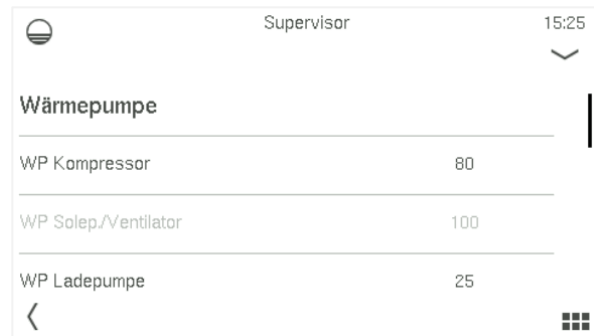 Supervisor 15:25
Wärmepumpe
WP Kompressor 80
WP Solep./Ventilator 100
WP Ladepumpe 25